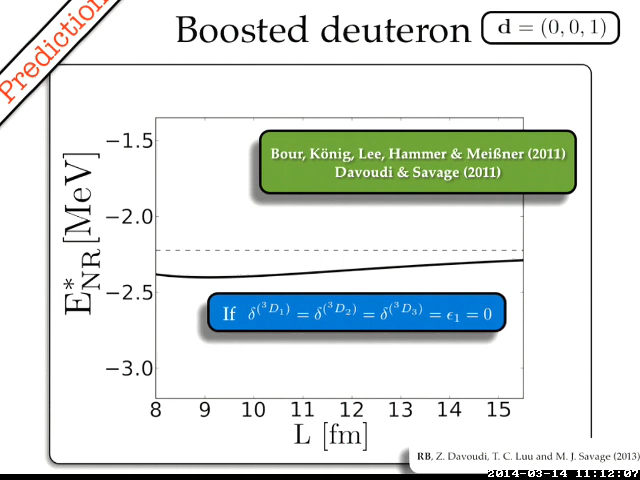 Prediction
Boosted deuteron
d = (0, 0, 1)
Bour, König, Lee, Hammer & Meißner (2011)
Davoudi & Savage (2011)
E*NR [MeV]
−1.5
−2.0
−2.5
−3.0
If δ^(³D₁) = δ^(³D₂) = δ^(³D₃) = ϵ₁ = 0
8 9 10 11 12 13 14 15
L [fm]
RB, Z. Davoudi, T. C. Luu and M. J. Savage (2013)
2014-03-14 11:12:07